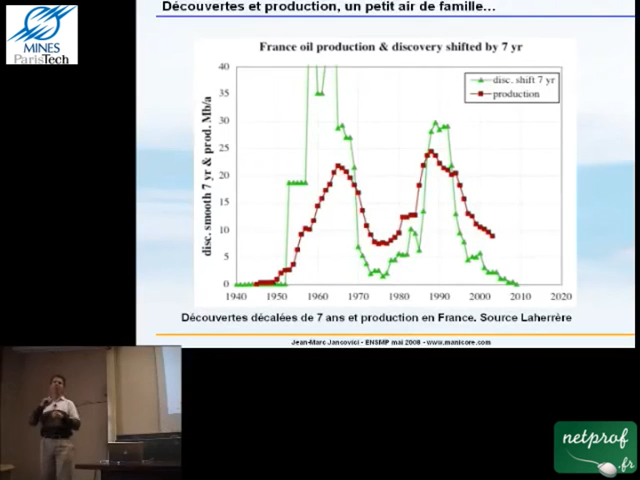 Découvertes et production, un petit air de famille...
MINES
ParisTech
France oil production & discovery shifted by 7 yr
disc. smooth 7 yr & prod. Mb/a
40
35
30
25
20
15
10
5
0
disc. shift 7 yr
production
1940 1950 1960 1970 1980 1990 2000 2010 2020
Découvertes décalées de 7 ans et production en France. Source Laherrère
Jean-Marc Jancovici - ENSMP mai 2008 - www.manicore.com
netprof
.fr